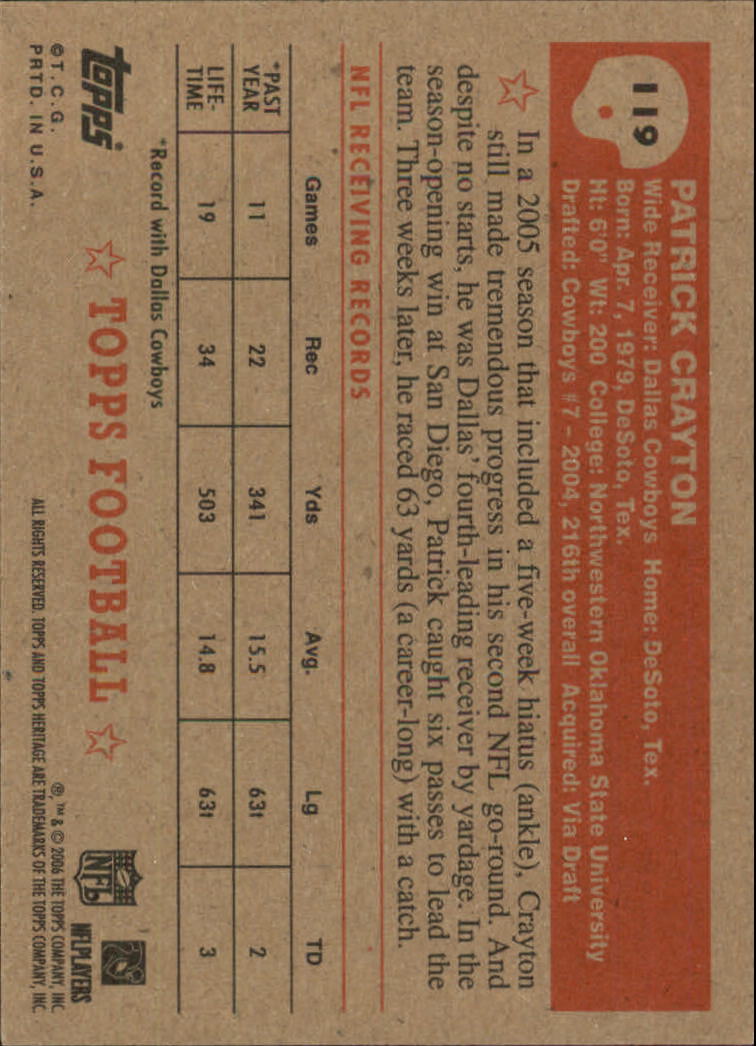 119
PATRICK CRAYTON
Wide Receiver: Dallas Cowboys Home: DeSoto, Tex.
Born: Apr. 7, 1979, DeSoto, Tex.
Ht: 6'0" Wt: 200 College: Northwestern Oklahoma State University
Drafted: Cowboys #7 - 2004, 216th overall Acquired: Via Draft
In a 2005 season that included a five-week hiatus (ankle), Crayton
still made tremendous progress in his second NFL go-round. And
despite no starts, he was Dallas' fourth-leading receiver by yardage. In the
season-opening win at San Diego, Patrick caught six passes to lead the
team. Three weeks later, he raced 63 yards (a career-long) with a catch.
NFL RECEIVING RECORDS
Games Rec Yds Avg. Lg TD
*PAST YEAR 11 22 341 15.5 63t 2
LIFE-TIME 19 34 503 14.8 63t 3
*Record with Dallas Cowboys
topps
TOPPS FOOTBALL
NFL
NFLPLAYERS
©T.C.G.
PRTD. IN U.S.A.
®, ™ & © 2006 THE TOPPS COMPANY, INC.
ALL RIGHTS RESERVED. TOPPS AND TOPPS HERITAGE ARE TRADEMARKS OF THE TOPPS COMPANY, INC.